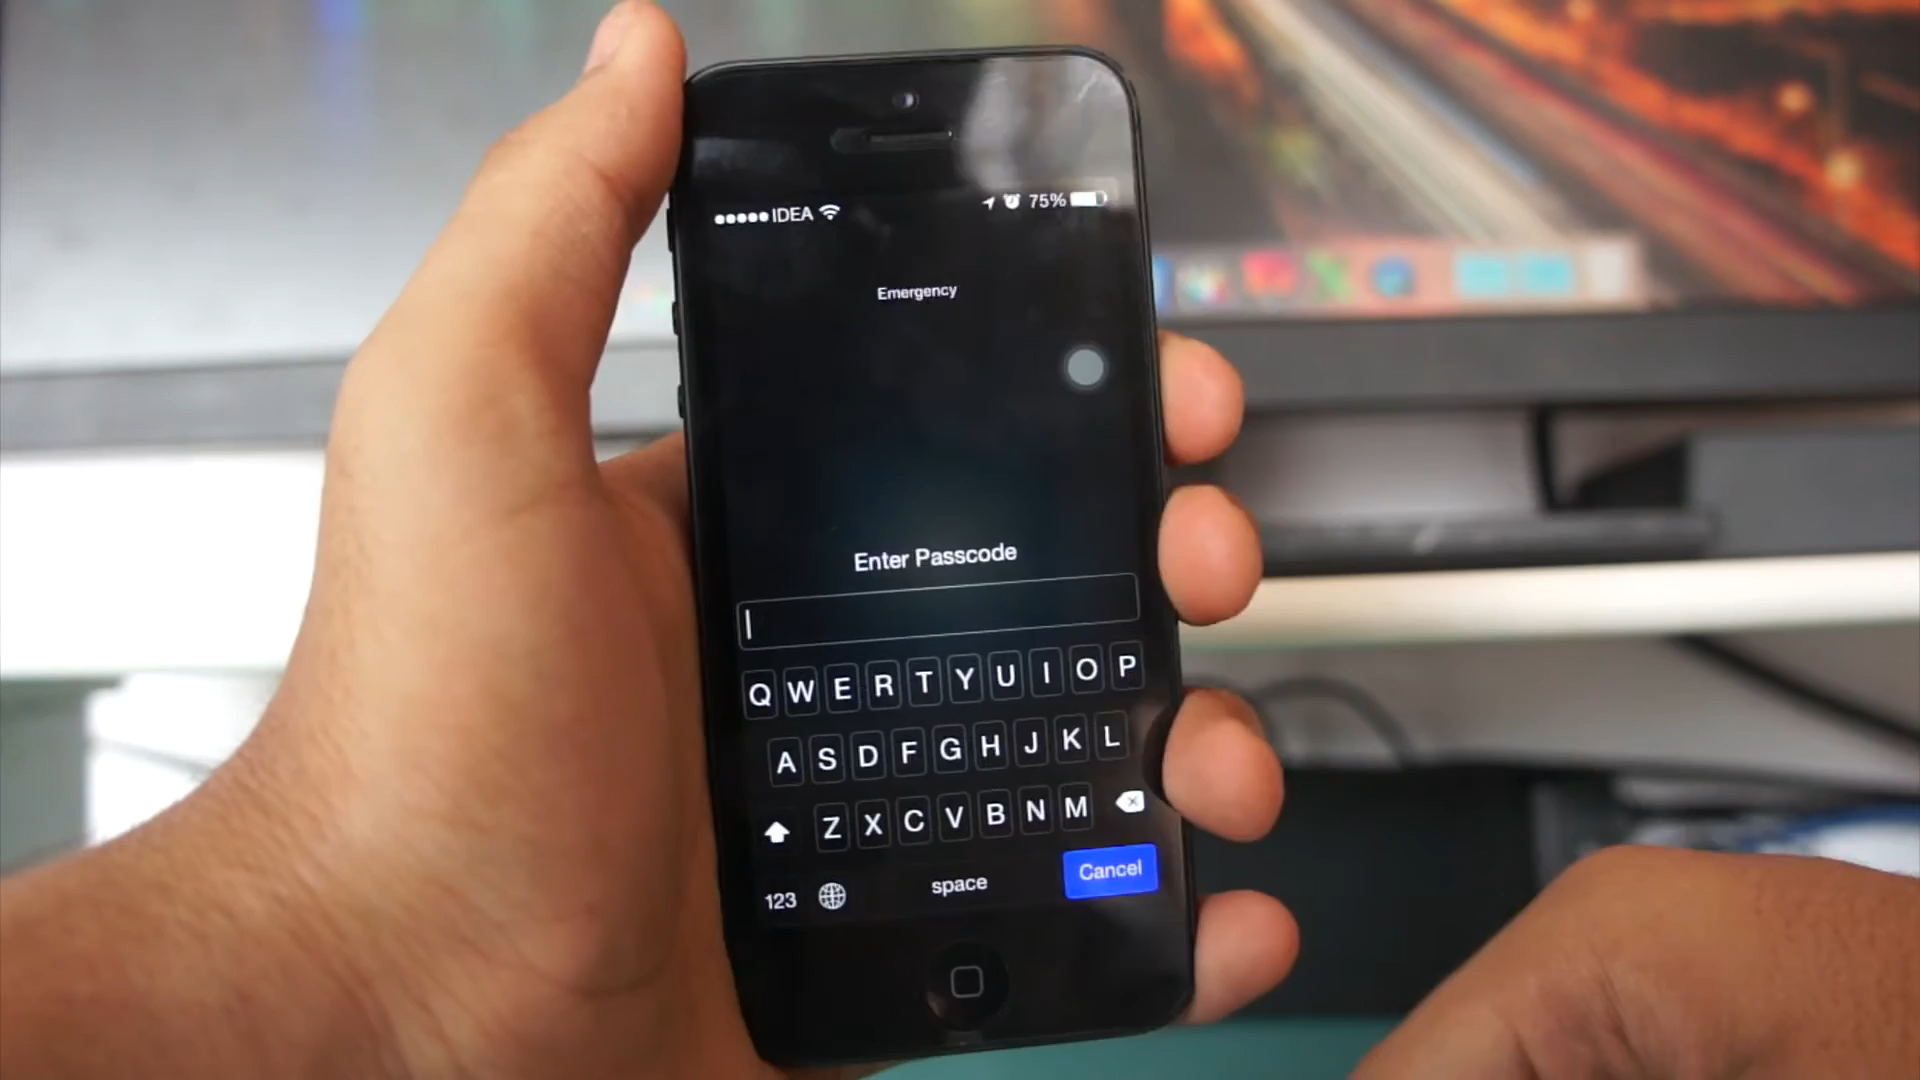 IDEA 75%
Emergency
Enter Passcode
Q W E R T Y U I O P
A S D F G H J K L
Z X C V B N M
123 space Cancel